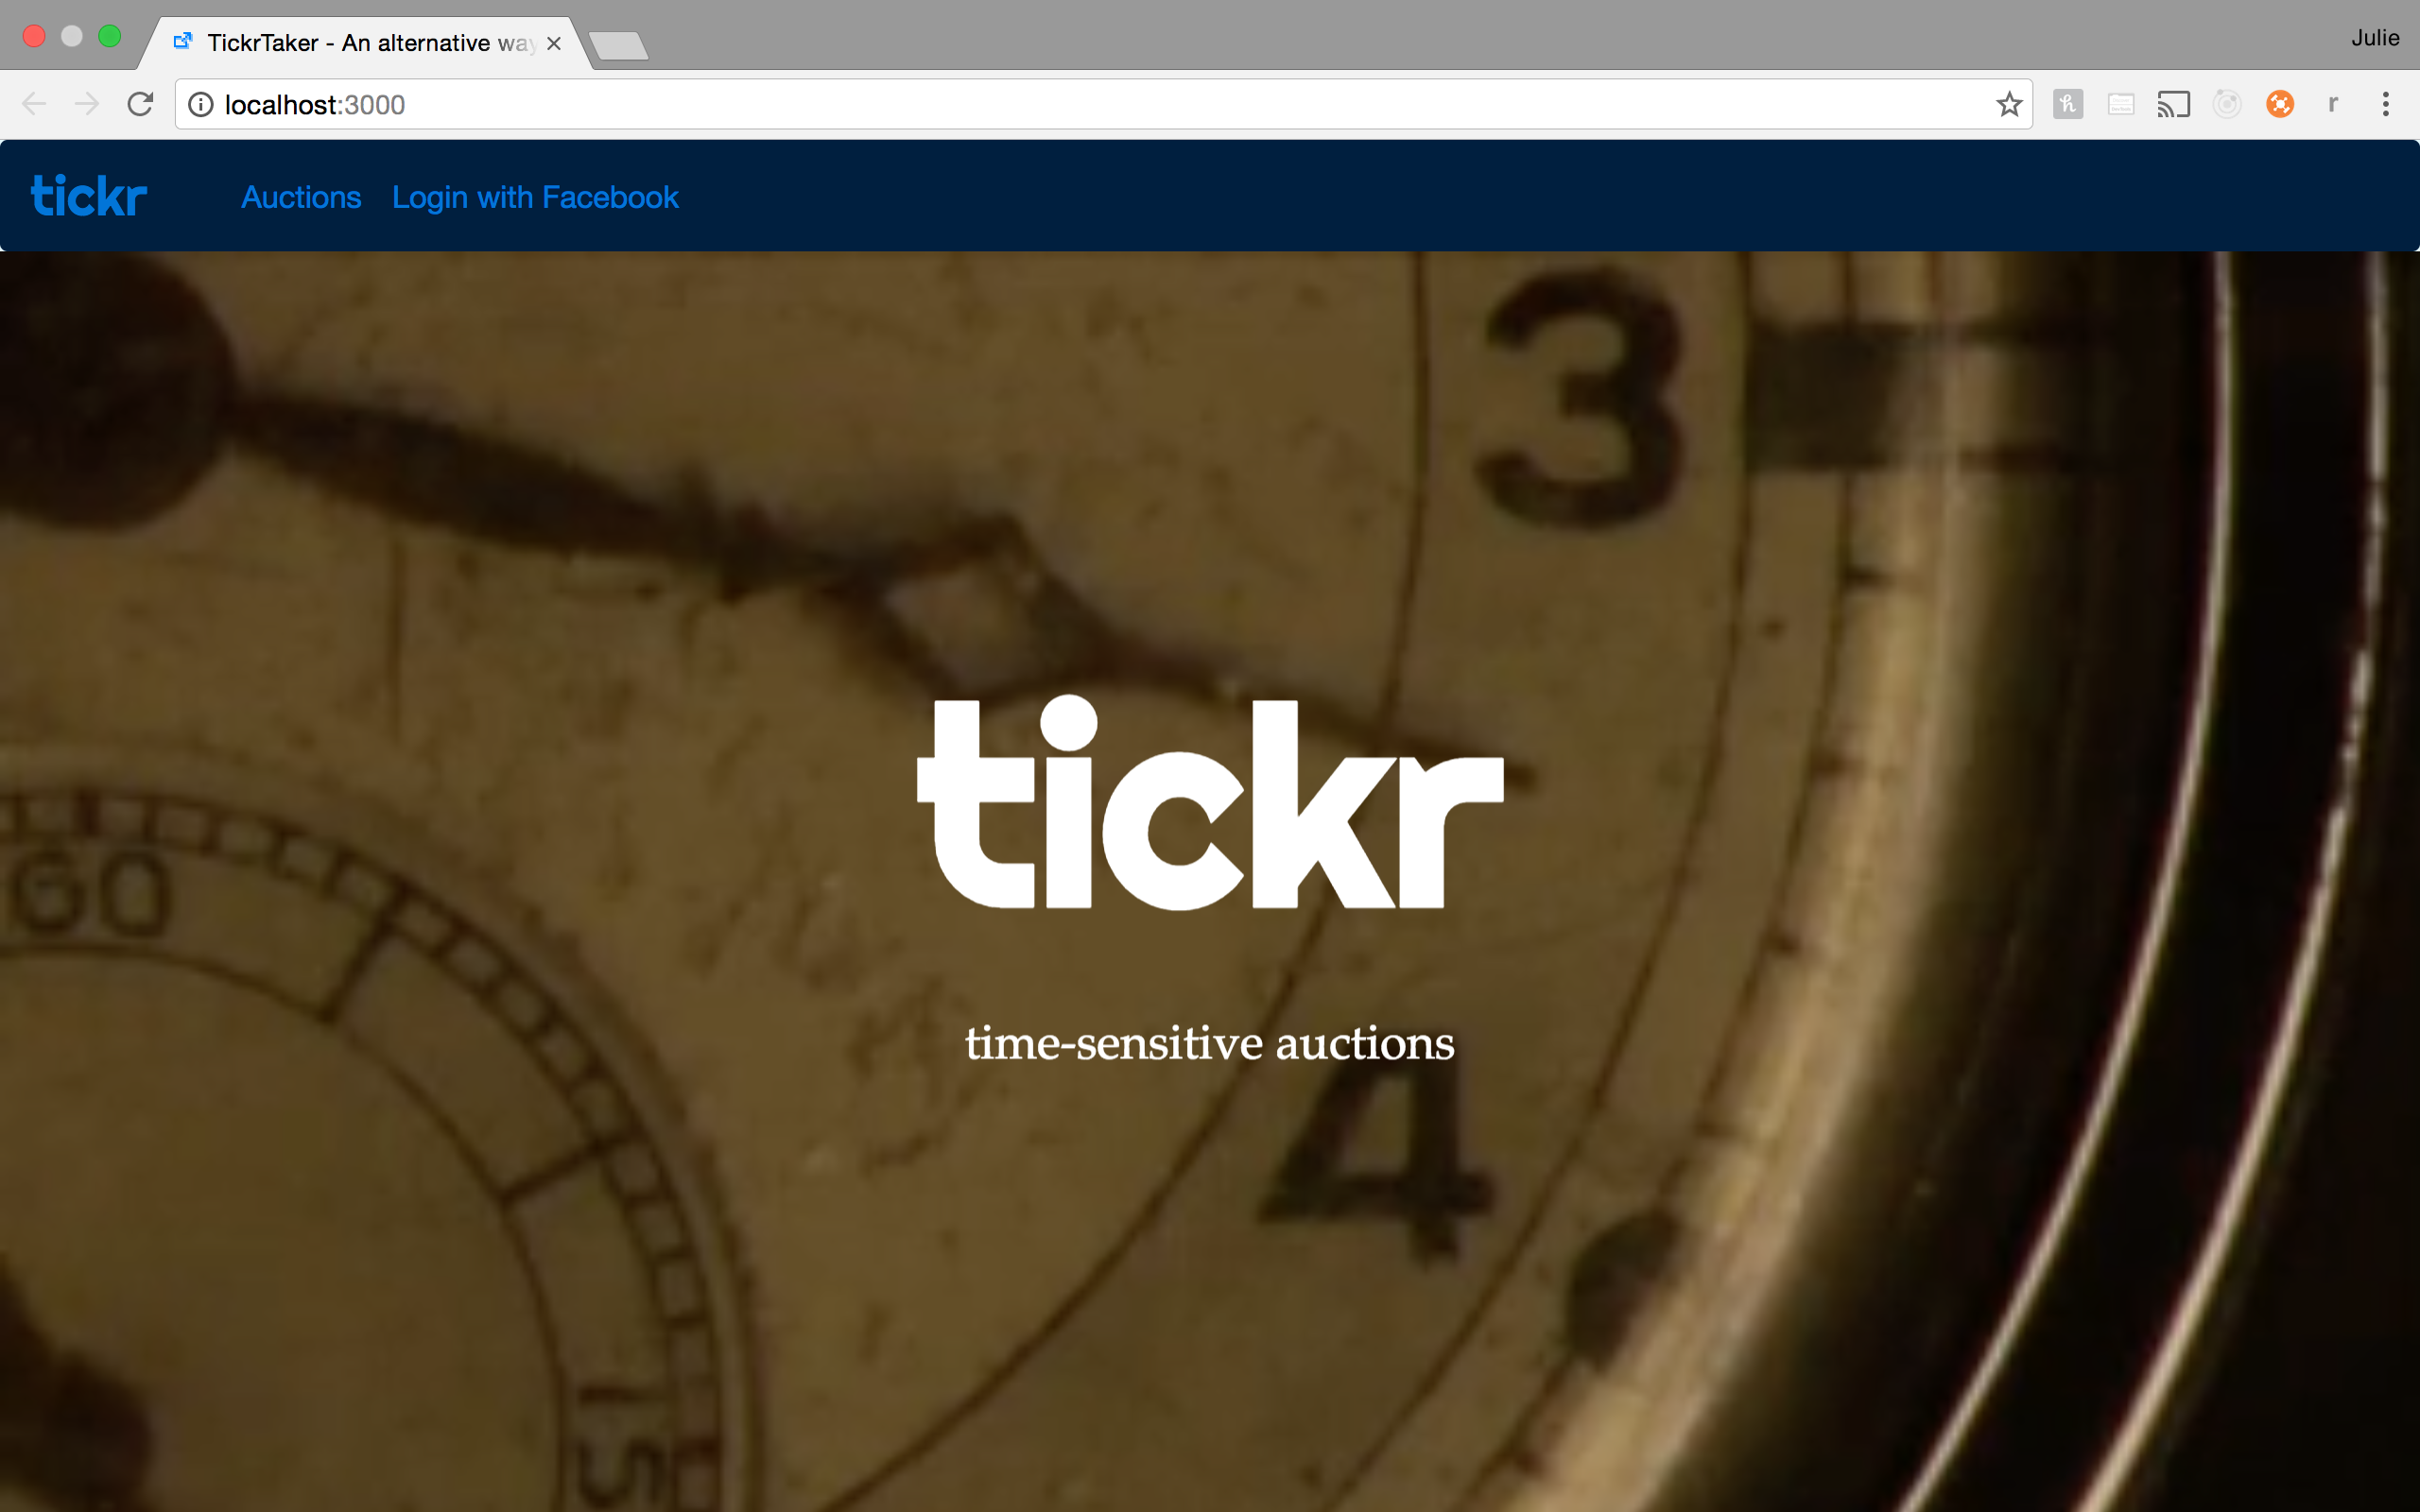 TickrTaker - An alternative way
Julie
localhost:3000
r
tickr
Auctions Login with Facebook
3
tickr
60
time-sensitive auctions
4
15